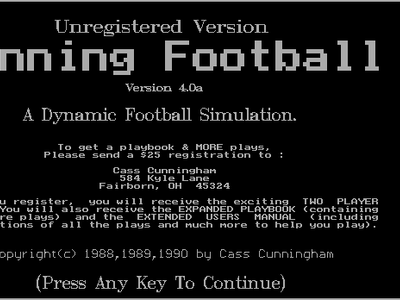 Unregistered Version
nning Football
Version 4.0a
A Dynamic Football Simulation.
To get a playbook & MORE plays,
Please send a $25 registration to :
Cass Cunningham
584 Kyle Lane
Fairborn, OH 45324
u register, you will receive the exciting TWO PLAYER
You will also receive the EXPANDED PLAYBOOK (containing
re plays) and the EXTENDED USERS MANUAL (including
tions of all the plays and much more to help you play).
opyright(c) 1988,1989,1990 by Cass Cunningham
(Press Any Key To Continue)